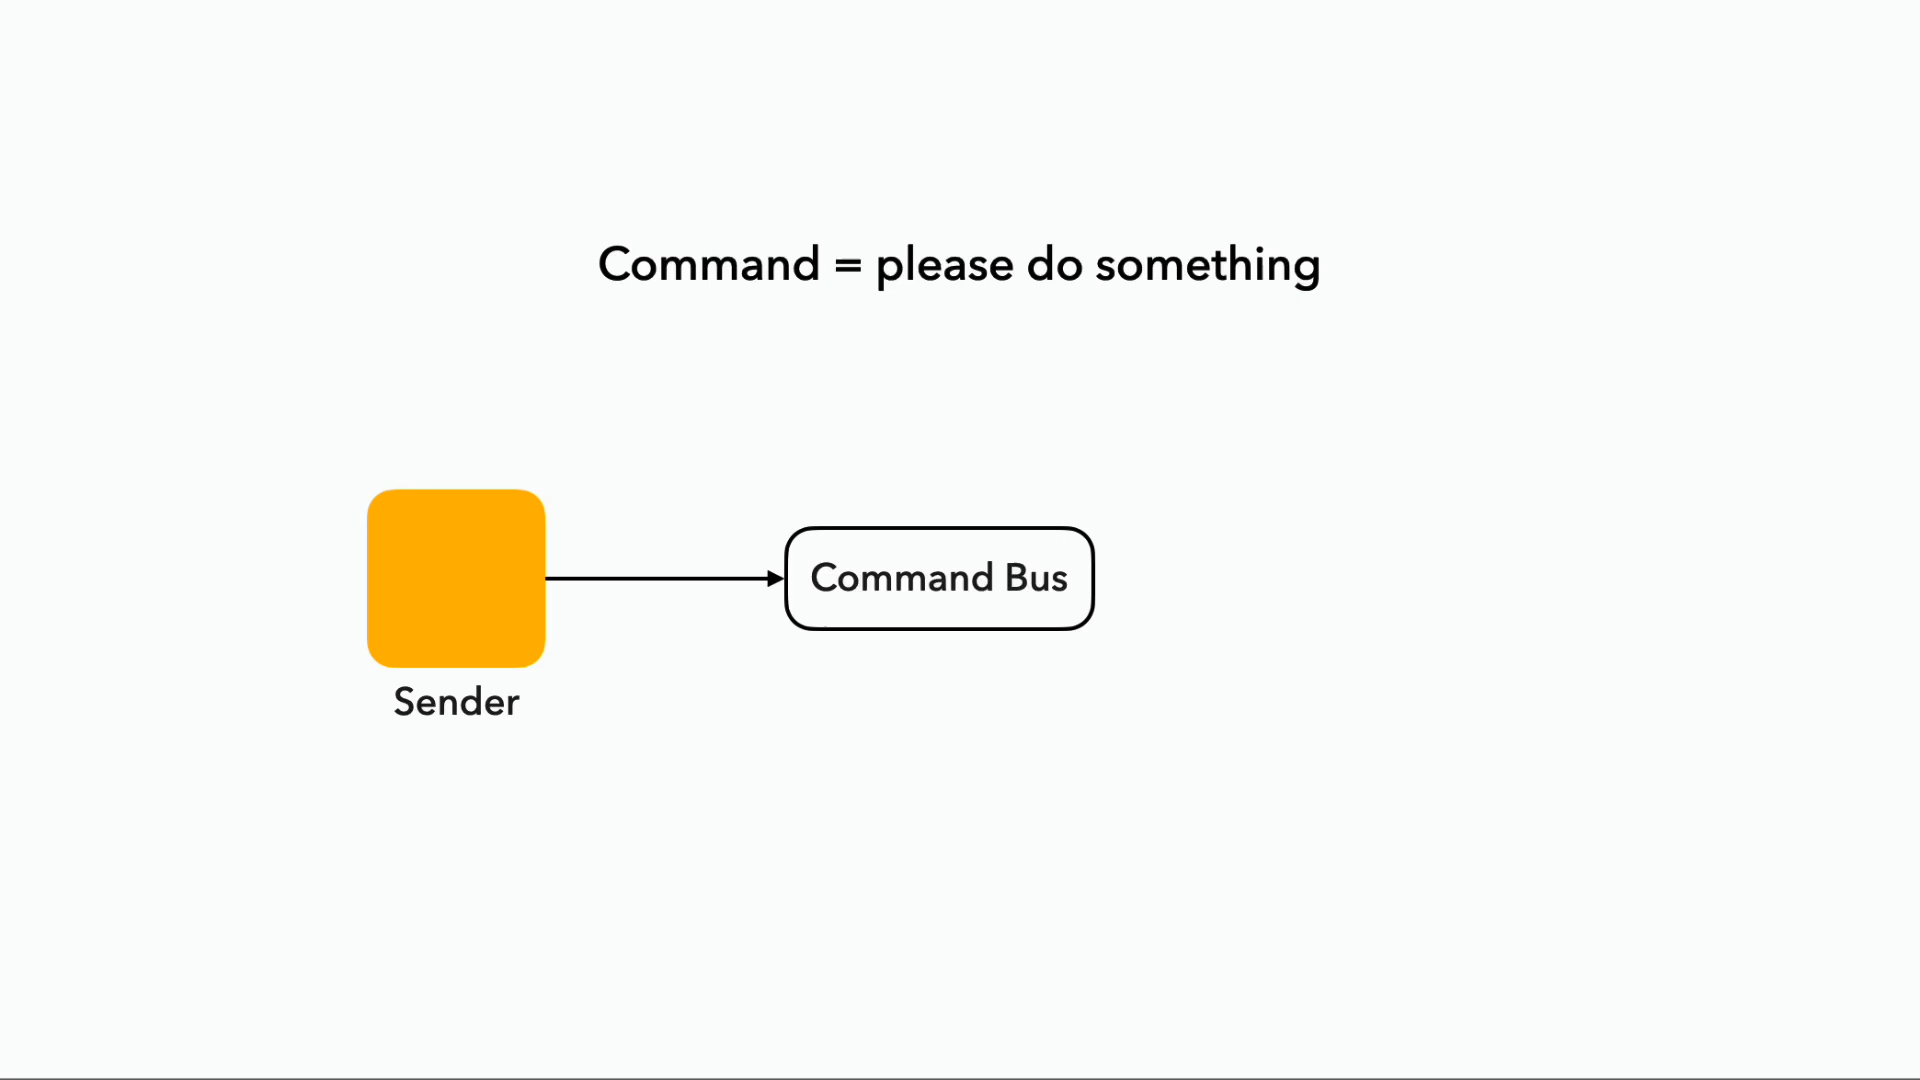 Command = please do something
Command Bus
Sender